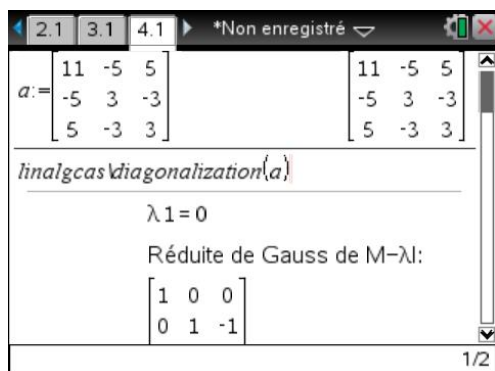 2.1 3.1 4.1 *Non enregistré
a:= [11 -5 5 [11 -5 5
-5 3 -3 -5 3 -3
5 -3 3] 5 -3 3]
linalgcas\diagonalization(a)
λ1=0
Réduite de Gauss de M−λI:
[1 0 0
0 1 -1]
1/2